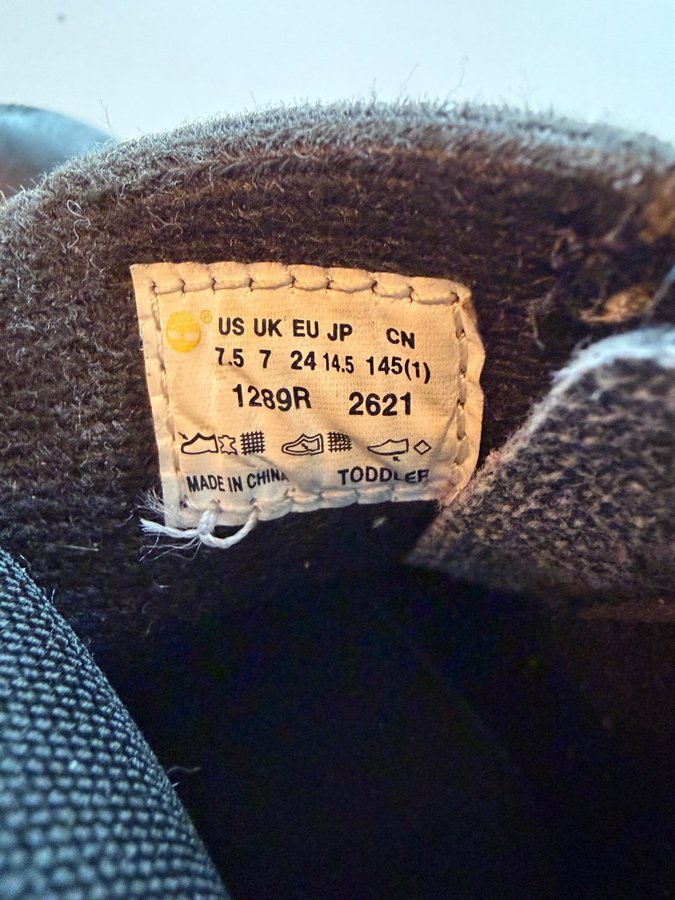 ® US UK EU JP CN
7.5 7 24 14.5 145(1)
1289R 2621
MADE IN CHINA TODDLER